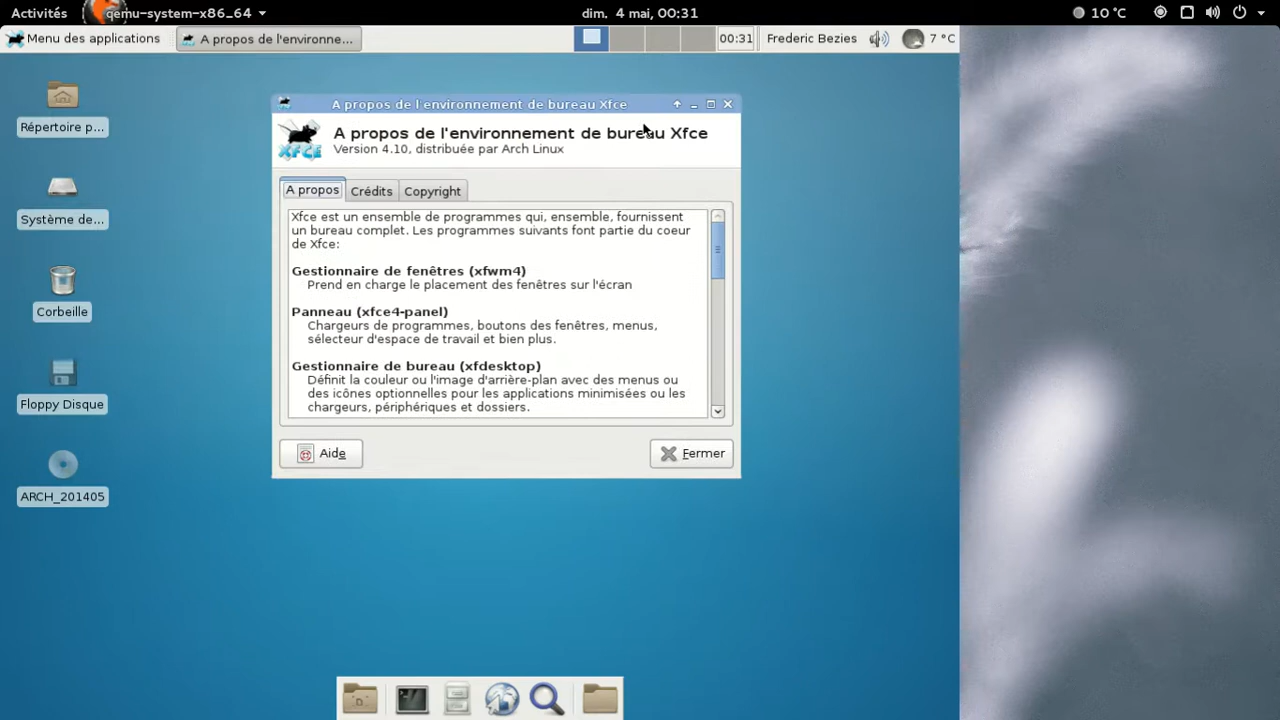 Activités
qemu-system-x86_64
dim. 4 mai, 00:31
10 °C
Menu des applications
A propos de l'environne...
00:31
Frederic Bezies
7 °C
Répertoire p...
Système de...
Corbeille
Floppy Disque
ARCH_201405
A propos de l'environnement de bureau Xfce
XFCE
A propos de l'environnement de bureau Xfce
Version 4.10, distribuée par Arch Linux
A propos
Crédits
Copyright
Xfce est un ensemble de programmes qui, ensemble, fournissent
un bureau complet. Les programmes suivants font partie du coeur
de Xfce:
Gestionnaire de fenêtres (xfwm4)
Prend en charge le placement des fenêtres sur l'écran
Panneau (xfce4-panel)
Chargeurs de programmes, boutons des fenêtres, menus,
sélecteur d'espace de travail et bien plus.
Gestionnaire de bureau (xfdesktop)
Définit la couleur ou l'image d'arrière-plan avec des menus ou
des icônes optionnelles pour les applications minimisées ou les
chargeurs, périphériques et dossiers.
Aide
Fermer